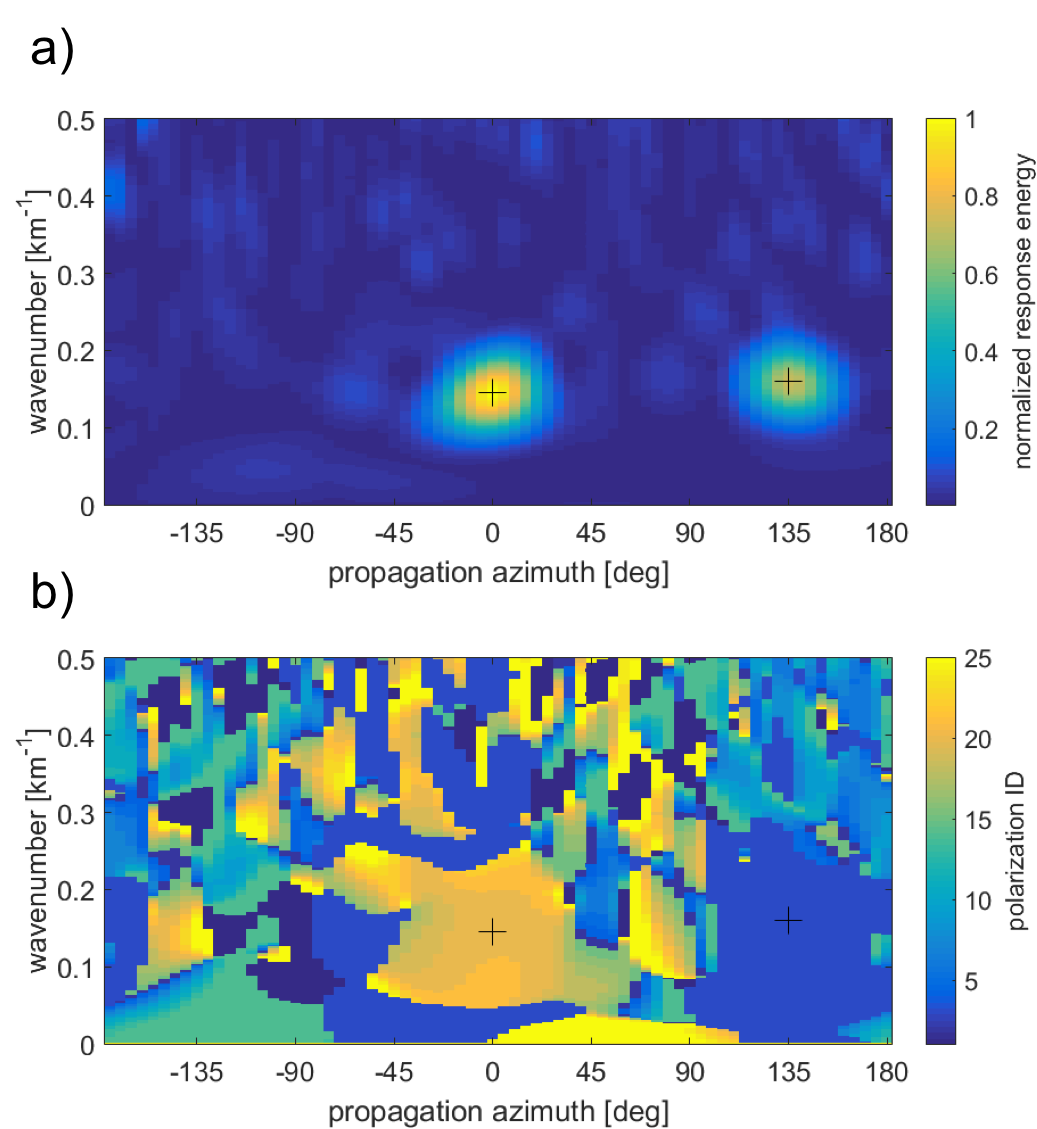 a)
0.5
0.4
0.3
0.2
0.1
0
wavenumber [km-1]
-135 -90 -45 0 45 90 135 180
propagation azimuth [deg]
1
0.8
0.6
0.4
0.2
normalized response energy
b)
0.5
0.4
0.3
0.2
0.1
0
wavenumber [km-1]
-135 -90 -45 0 45 90 135 180
propagation azimuth [deg]
25
20
15
10
5
polarization ID